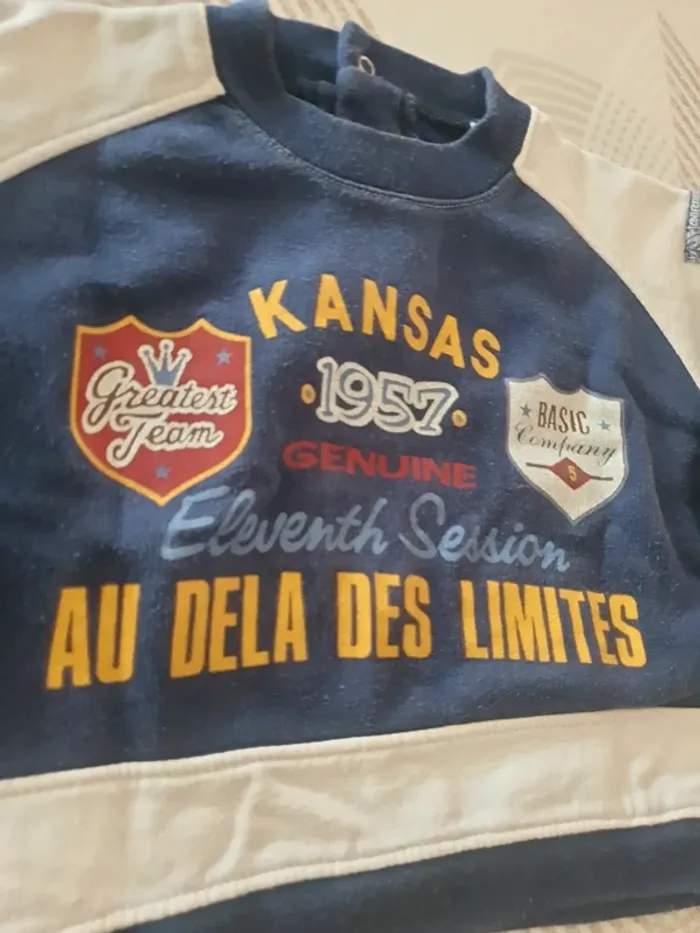 KANSAS
Greatest
Team
1957
BASIC
Company
5
GENUINE
Eleventh Session
AU DELA DES LIMITES